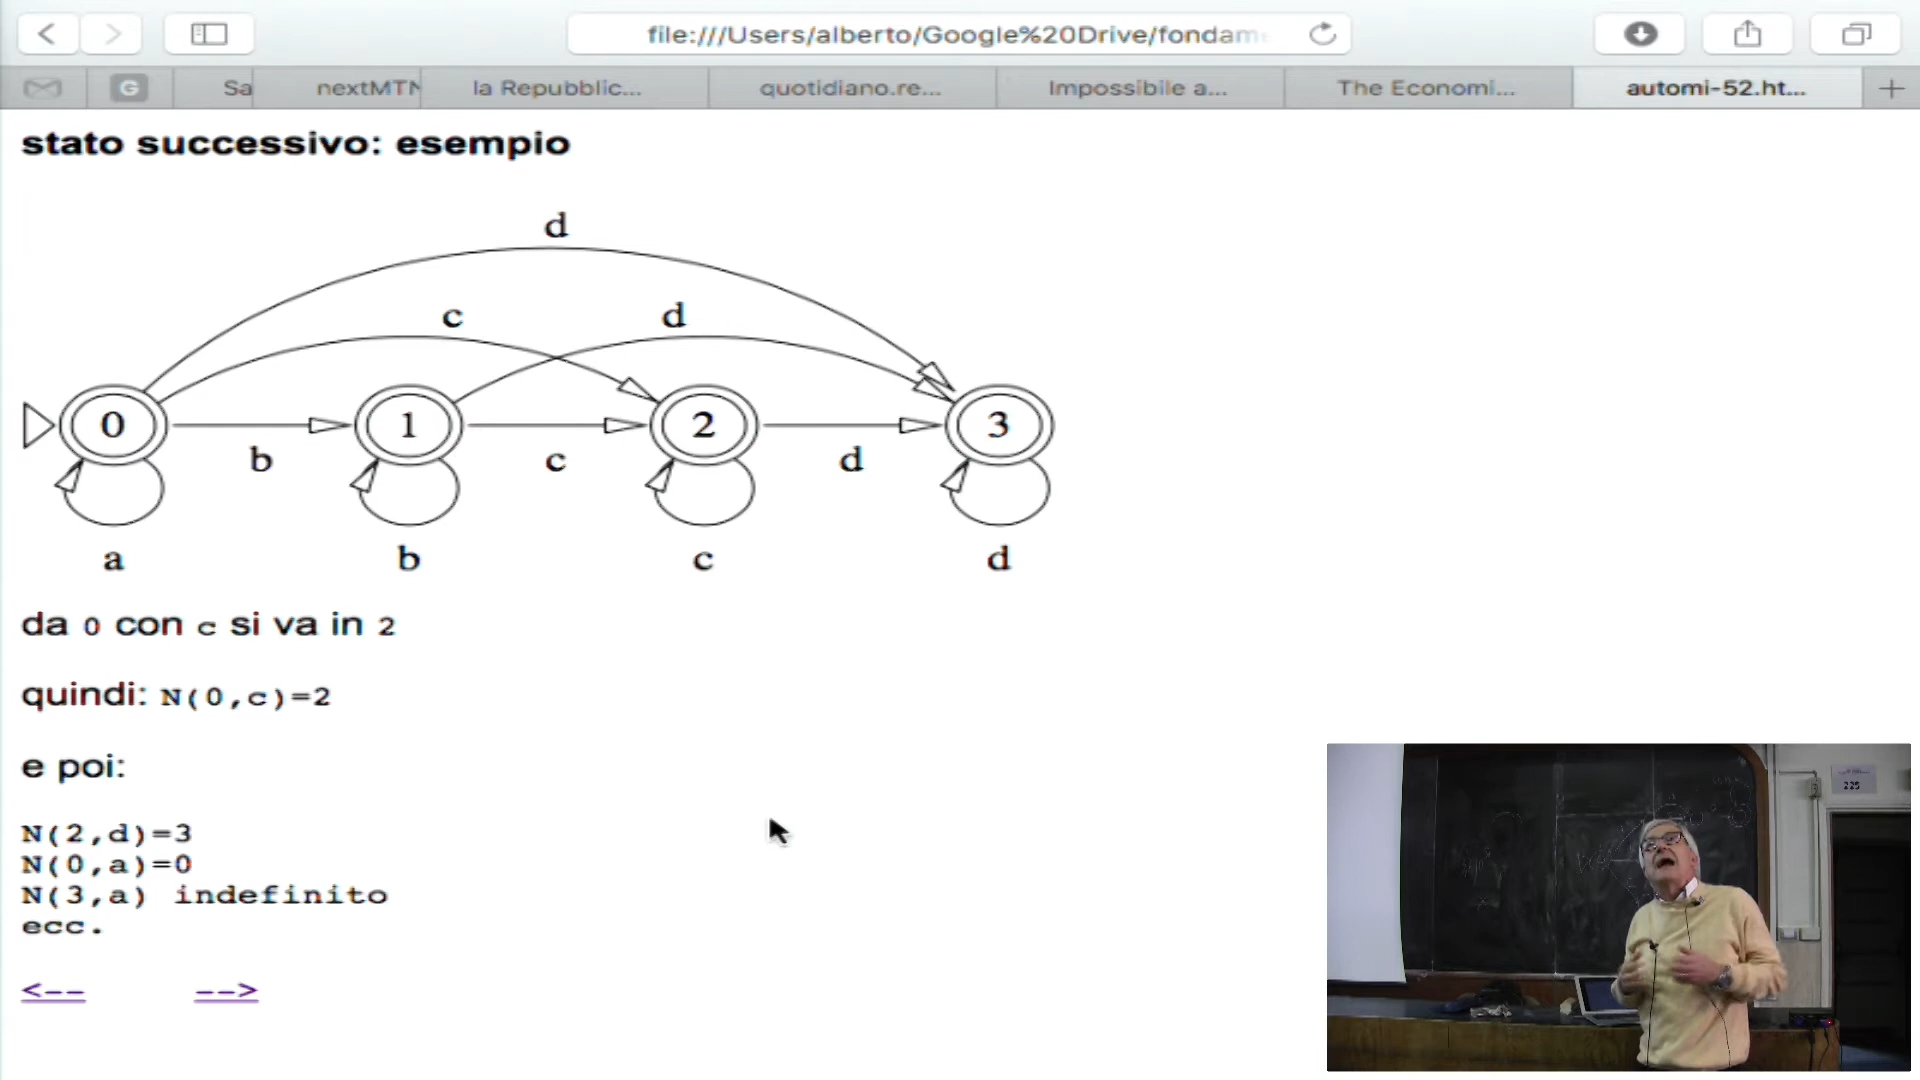 file:///Users/alberto/Google%20Drive/fondam
G
Sa
nextMTN
la Repubblic...
quotidiano.re...
Impossibile a...
The Economi...
automi-52.ht...
stato successivo: esempio
d
c
d
0
1
2
3
b
c
d
a
b
c
d
da 0 con c si va in 2
quindi: N(0,c)=2
e poi:
N(2,d)=3
N(0,a)=0
N(3,a) indefinito
ecc.
<-- -->
225